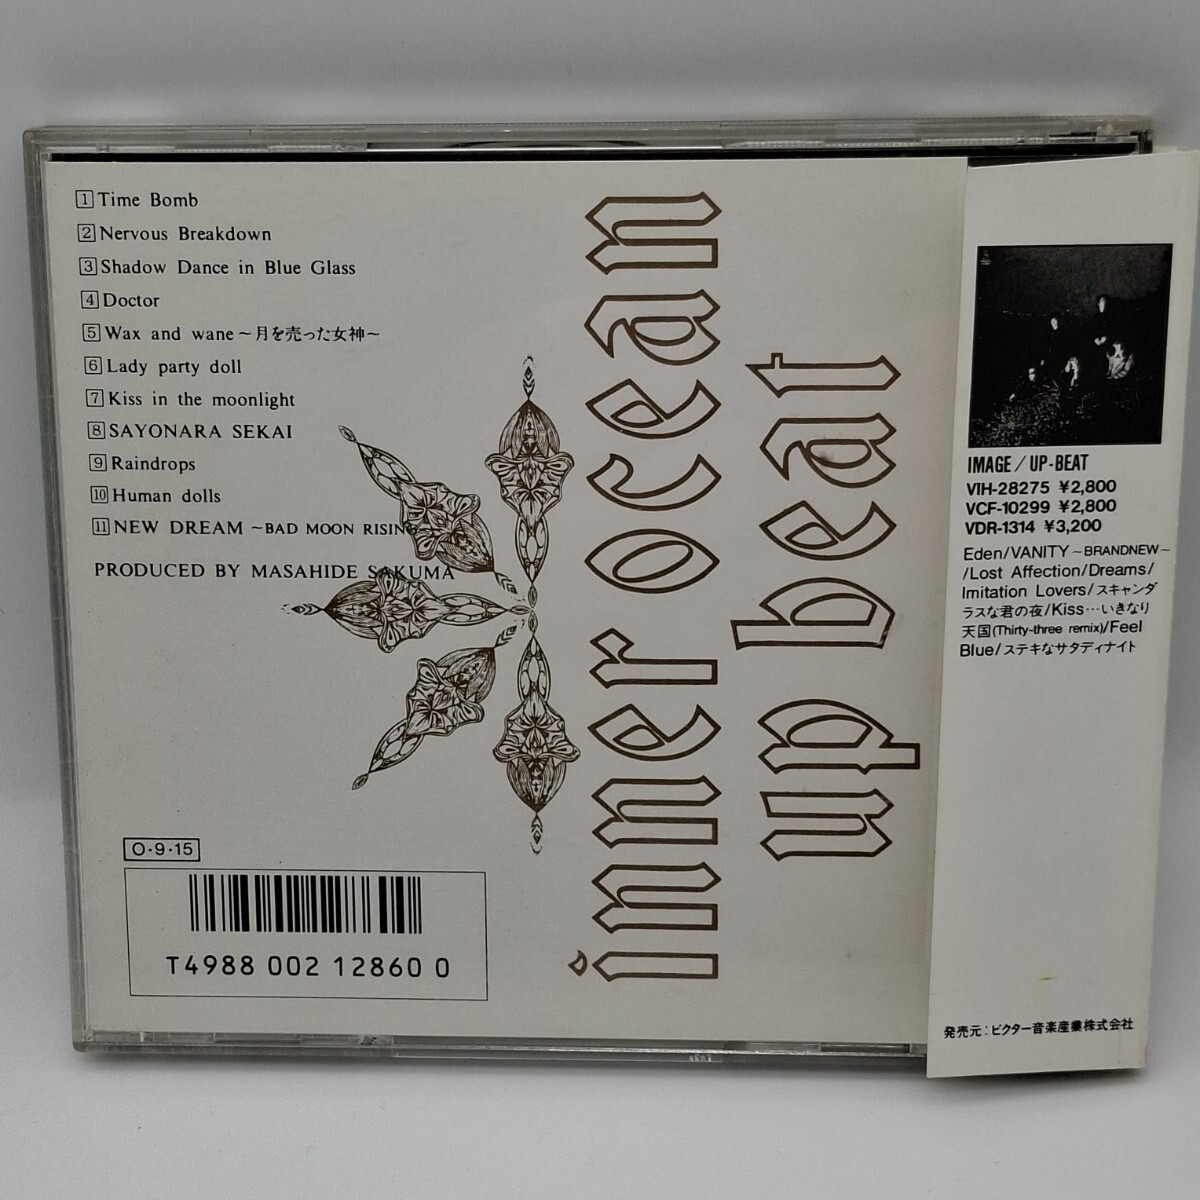 1 Time Bomb
2 Nervous Breakdown
3 Shadow Dance in Blue Glass
4 Doctor
5 Wax and wane～月を売った女神～
6 Lady party doll
7 Kiss in the moonlight
8 SAYONARA SEKAI
9 Raindrops
10 Human dolls
11 NEW DREAM ～BAD MOON RISING
PRODUCED BY MASAHIDE SAKUMA
inner ocean
up beat
O・9・15
T4988 002 12860 0
IMAGE/UP-BEAT
VIH-28275 ¥2,800
VCF-10299 ¥2,800
VDR-1314 ¥3,200
Eden/VANITY～BRANDNEW～
/Lost Affection/Dreams/
Imitation Lovers/スキャンダ
ラスな君の夜/Kiss…いきなり
天国(Thirty-three remix)/Feel
Blue/ステキなサタディナイト
発売元：ビクター音楽産業株式会社